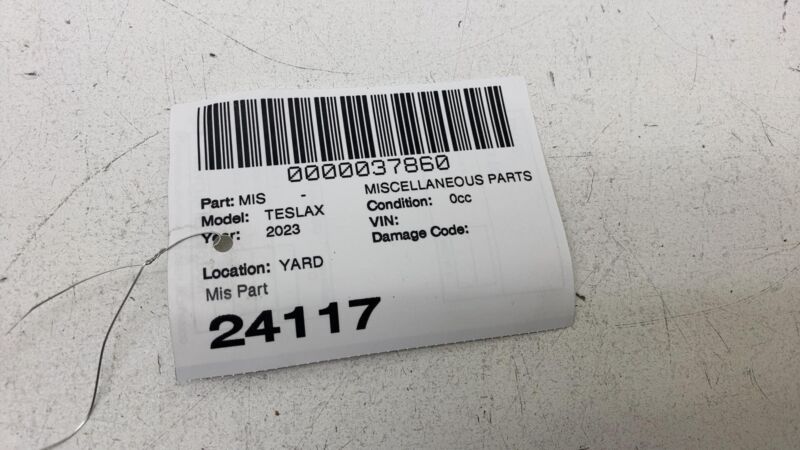 0000037860
Part: MIS - MISCELLANEOUS PARTS
Model: TESLAX Condition: 0cc
Year: 2023 VIN:
Damage Code:
Location: YARD
Mis Part
24117